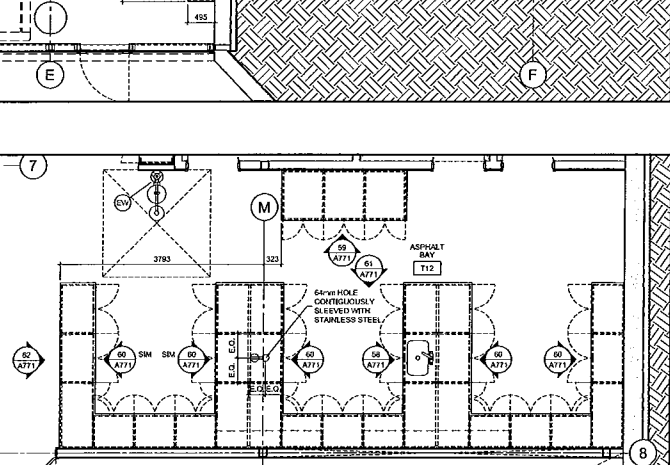 495
E
F
7
EW
M
59
A771
61
A771
ASPHALT
BAY
T12
3793
323
64mm HOLE
CONTIGUOUSLY
SLEEVED WITH
STAINLESS STEEL
62
A771
60
A771
SIM
SIM
60
A771
E.Q.
E.Q.
60
A771
58
A771
60
A771
60
A771
E.Q.
E.Q.
8